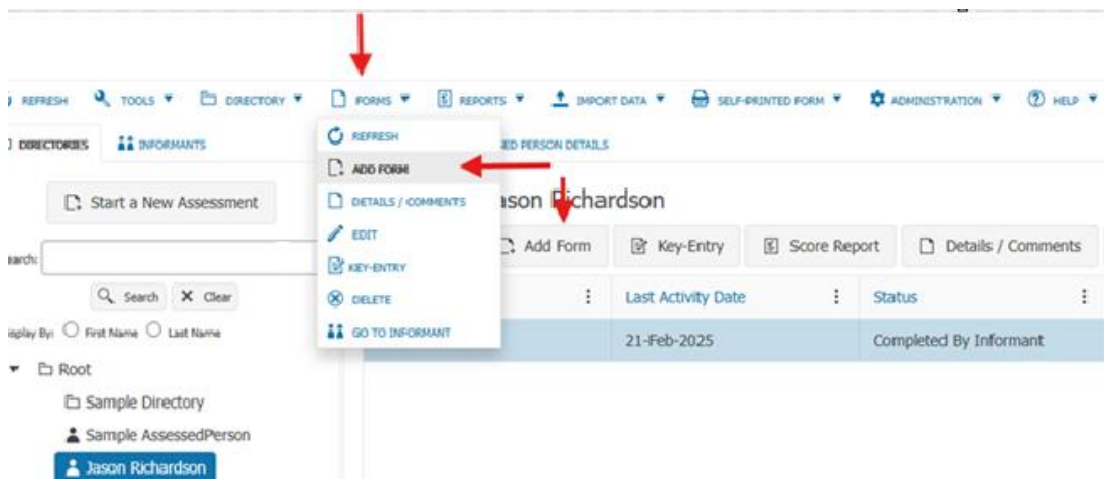 REFRESH TOOLS DIRECTORY FORMS REPORTS IMPORT DATA SELF-PRINTED FORM ADMINISTRATION HELP
DIRECTORIES INFORMANTS
REFRESH
ADD FORM
DETAILS / COMMENTS
EDIT
KEY-ENTRY
DELETE
GO TO INFORMANT
PERSON DETAILS
Richardson
Start a New Assessment
Add Form Key-Entry Score Report Details / Comments
Search Clear
First Name Last Name
Last Activity Date Status
21-Feb-2025 Completed By Informant
Root
Sample Directory
Sample AssessedPerson
Jason Richardson